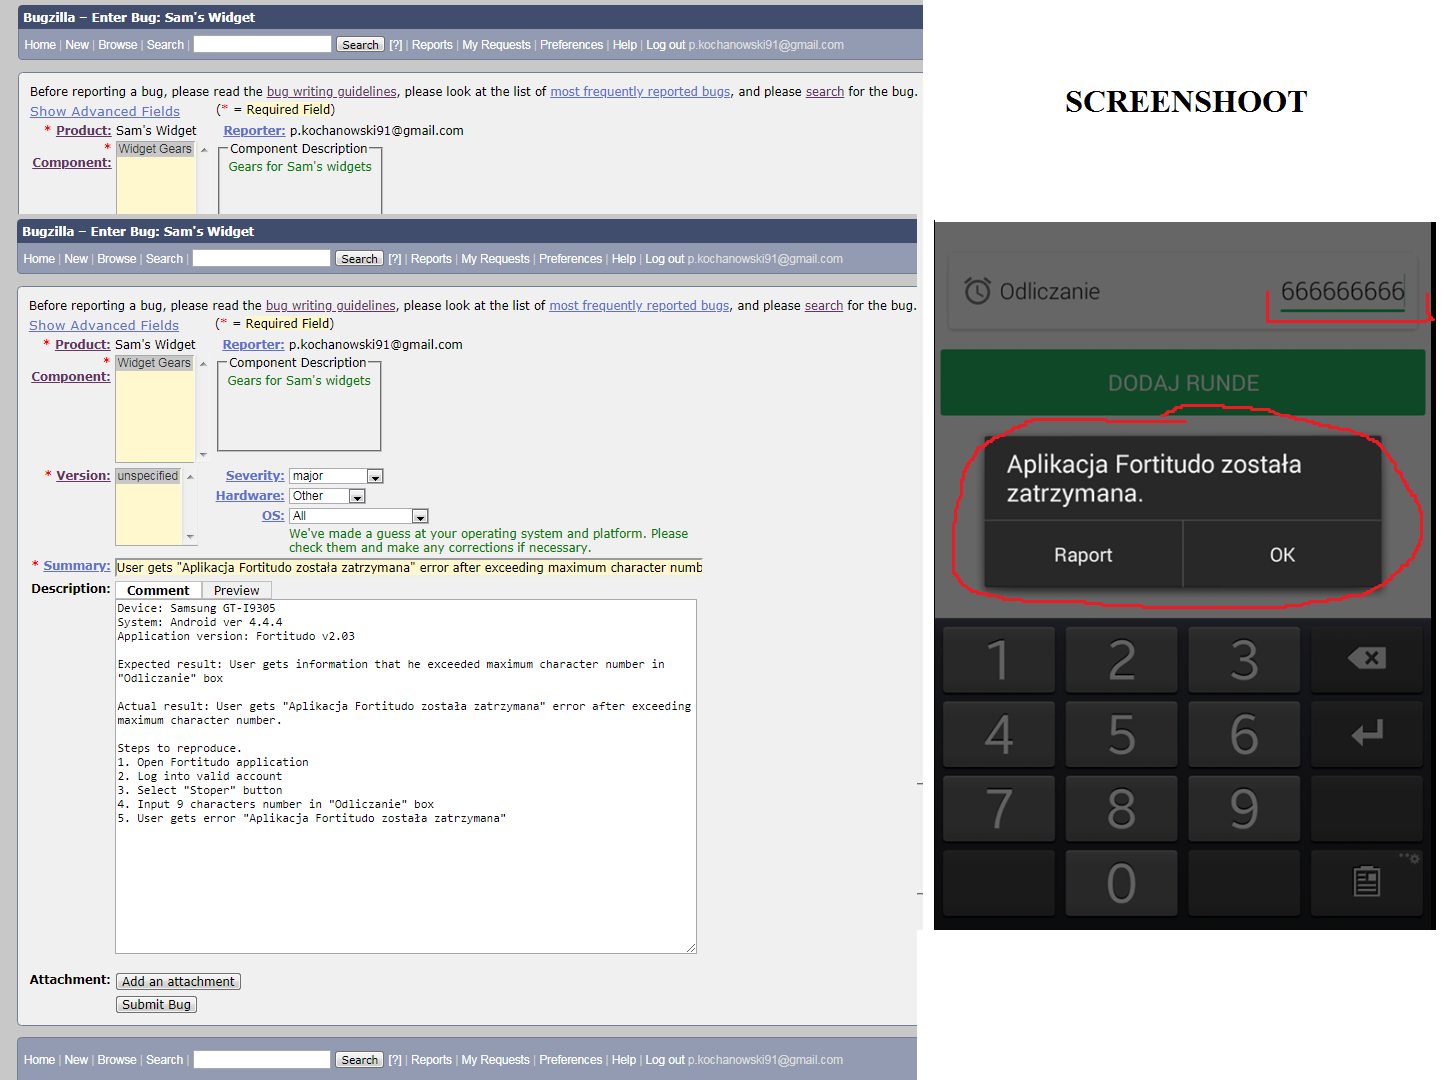 Bugzilla – Enter Bug: Sam's Widget
Home | New | Browse | Search | Search [?] | Reports | My Requests | Preferences | Help | Log out p.kochanowski91@gmail.com
Before reporting a bug, please read the bug writing guidelines, please look at the list of most frequently reported bugs, and please search for the bug.
Show Advanced Fields (* = Required Field)
* Product: Sam's Widget Reporter: p.kochanowski91@gmail.com
* Component: Widget Gears Component Description
Gears for Sam's widgets
Bugzilla – Enter Bug: Sam's Widget
Home | New | Browse | Search | Search [?] | Reports | My Requests | Preferences | Help | Log out p.kochanowski91@gmail.com
Before reporting a bug, please read the bug writing guidelines, please look at the list of most frequently reported bugs, and please search for the bug.
Show Advanced Fields (* = Required Field)
* Product: Sam's Widget Reporter: p.kochanowski91@gmail.com
* Component: Widget Gears Component Description
Gears for Sam's widgets
* Version: unspecified Severity: major
Hardware: Other
OS: All
We've made a guess at your operating system and platform. Please
check them and make any corrections if necessary.
* Summary: User gets "Aplikacja Fortitudo została zatrzymana" error after exceeding maximum character numb
Description: Comment Preview
Device: Samsung GT-I9305
System: Android ver 4.4.4
Application version: Fortitudo v2.03
Expected result: User gets information that he exceeded maximum character number in
"Odliczanie" box
Actual result: User gets "Aplikacja Fortitudo została zatrzymana" error after exceeding
maximum character number.
Steps to reproduce.
1. Open Fortitudo application
2. Log into valid account
3. Select "Stoper" button
4. Input 9 characters number in "Odliczanie" box
5. User gets error "Aplikacja Fortitudo została zatrzymana"
Attachment: Add an attachment
Submit Bug
Home | New | Browse | Search | Search [?] | Reports | My Requests | Preferences | Help | Log out p.kochanowski91@gmail.com
SCREENSHOOT
Odliczanie 666666666
DODAJ RUNDE
Aplikacja Fortitudo została
zatrzymana.
Raport OK
1 2 3
4 5 6
7 8 9
0